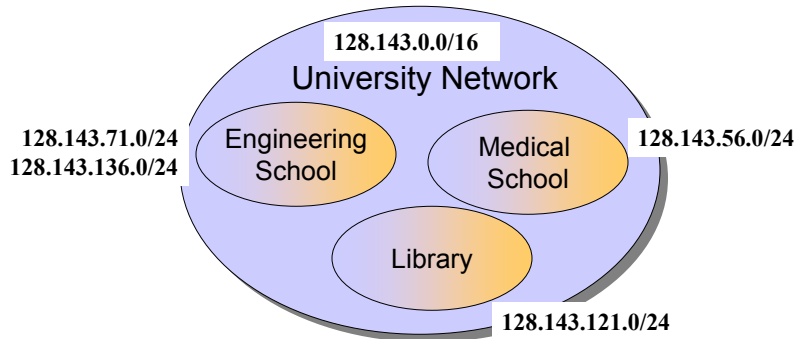 128.143.0.0/16
University Network
128.143.71.0/24
128.143.136.0/24
Engineering
School
Medical
School
128.143.56.0/24
Library
128.143.121.0/24